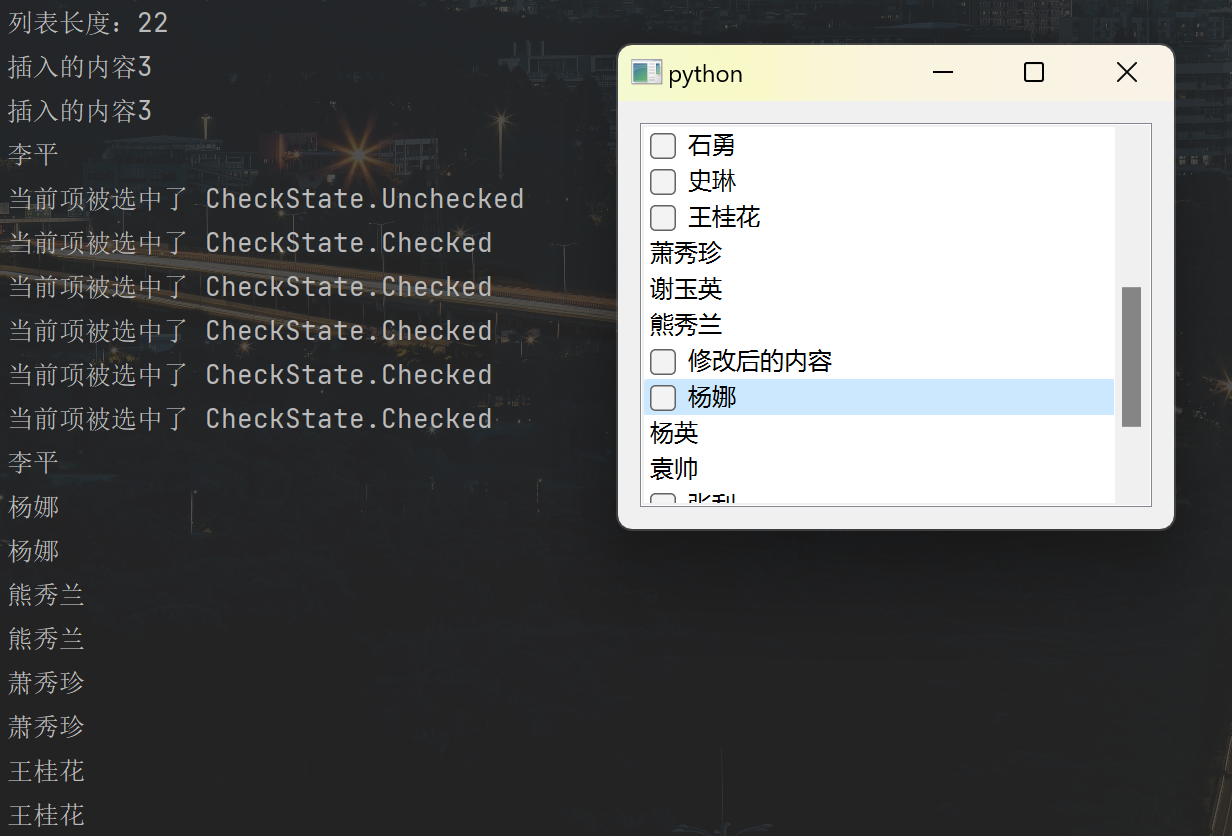 列表长度：22
插入的内容3
插入的内容3
李平
当前项被选中了 CheckState.Unchecked
当前项被选中了 CheckState.Checked
当前项被选中了 CheckState.Checked
当前项被选中了 CheckState.Checked
当前项被选中了 CheckState.Checked
当前项被选中了 CheckState.Checked
李平
杨娜
杨娜
熊秀兰
熊秀兰
萧秀珍
萧秀珍
王桂花
王桂花
python
石勇
史琳
王桂花
萧秀珍
谢玉英
熊秀兰
修改后的内容
杨娜
杨英
袁帅